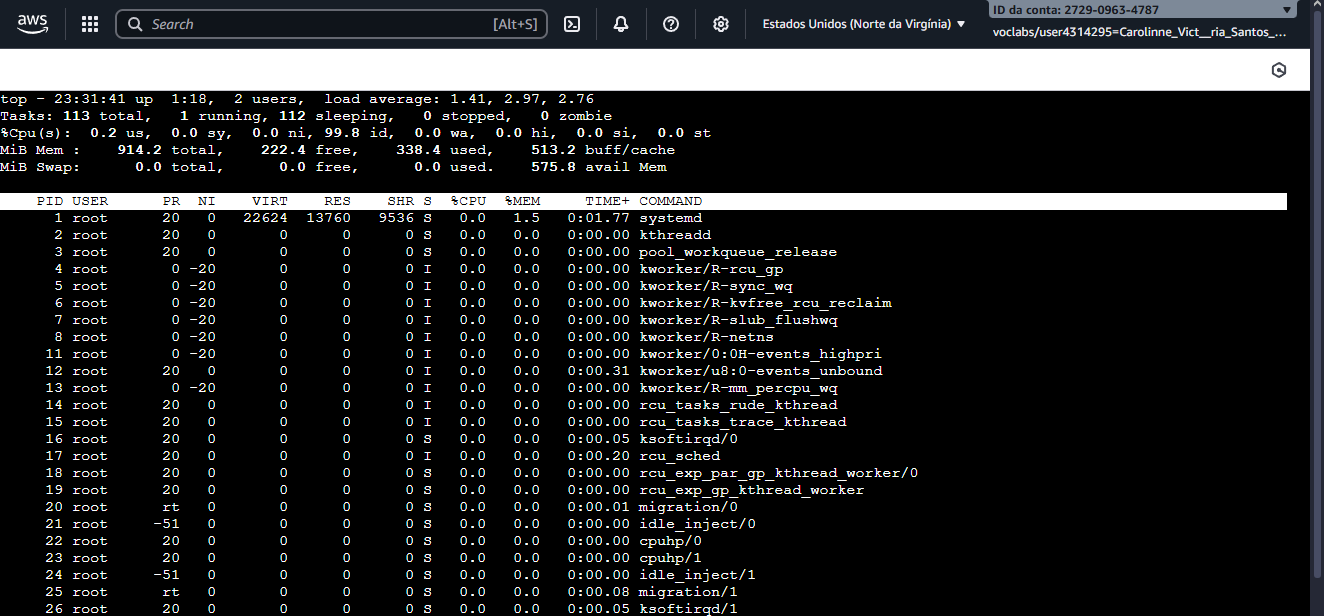 aws
Search [Alt+S]
Estados Unidos (Norte da Virgínia)
ID da conta: 2729-0963-4787
voclabs/user4314295=Carolinne_Vict__ria_Santos_...
top - 23:31:41 up  1:18,  2 users,  load average: 1.41, 2.97, 2.76
Tasks: 113 total,   1 running, 112 sleeping,   0 stopped,   0 zombie
%Cpu(s):  0.2 us,  0.0 sy,  0.0 ni, 99.8 id,  0.0 wa,  0.0 hi,  0.0 si,  0.0 st
MiB Mem :    914.2 total,    222.4 free,    338.4 used,    513.2 buff/cache
MiB Swap:      0.0 total,      0.0 free,      0.0 used.    575.8 avail Mem
PID USER PR NI VIRT RES SHR S %CPU %MEM TIME+ COMMAND
1 root 20 0 22624 13760 9536 S 0.0 1.5 0:01.77 systemd
2 root 20 0 0 0 0 S 0.0 0.0 0:00.00 kthreadd
3 root 20 0 0 0 0 S 0.0 0.0 0:00.00 pool_workqueue_release
4 root 0 -20 0 0 0 I 0.0 0.0 0:00.00 kworker/R-rcu_gp
5 root 0 -20 0 0 0 I 0.0 0.0 0:00.00 kworker/R-sync_wq
6 root 0 -20 0 0 0 I 0.0 0.0 0:00.00 kworker/R-kvfree_rcu_reclaim
7 root 0 -20 0 0 0 I 0.0 0.0 0:00.00 kworker/R-slub_flushwq
8 root 0 -20 0 0 0 I 0.0 0.0 0:00.00 kworker/R-netns
11 root 0 -20 0 0 0 I 0.0 0.0 0:00.00 kworker/0:0H-events_highpri
12 root 20 0 0 0 0 I 0.0 0.0 0:00.31 kworker/u8:0-events_unbound
13 root 0 -20 0 0 0 I 0.0 0.0 0:00.00 kworker/R-mm_percpu_wq
14 root 20 0 0 0 0 I 0.0 0.0 0:00.00 rcu_tasks_rude_kthread
15 root 20 0 0 0 0 I 0.0 0.0 0:00.00 rcu_tasks_trace_kthread
16 root 20 0 0 0 0 S 0.0 0.0 0:00.05 ksoftirqd/0
17 root 20 0 0 0 0 I 0.0 0.0 0:00.20 rcu_sched
18 root 20 0 0 0 0 S 0.0 0.0 0:00.00 rcu_exp_par_gp_kthread_worker/0
19 root 20 0 0 0 0 S 0.0 0.0 0:00.00 rcu_exp_gp_kthread_worker
20 root rt 0 0 0 0 S 0.0 0.0 0:00.01 migration/0
21 root -51 0 0 0 0 S 0.0 0.0 0:00.00 idle_inject/0
22 root 20 0 0 0 0 S 0.0 0.0 0:00.00 cpuhp/0
23 root 20 0 0 0 0 S 0.0 0.0 0:00.00 cpuhp/1
24 root -51 0 0 0 0 S 0.0 0.0 0:00.00 idle_inject/1
25 root rt 0 0 0 0 S 0.0 0.0 0:00.08 migration/1
26 root 20 0 0 0 0 S 0.0 0.0 0:00.05 ksoftirqd/1